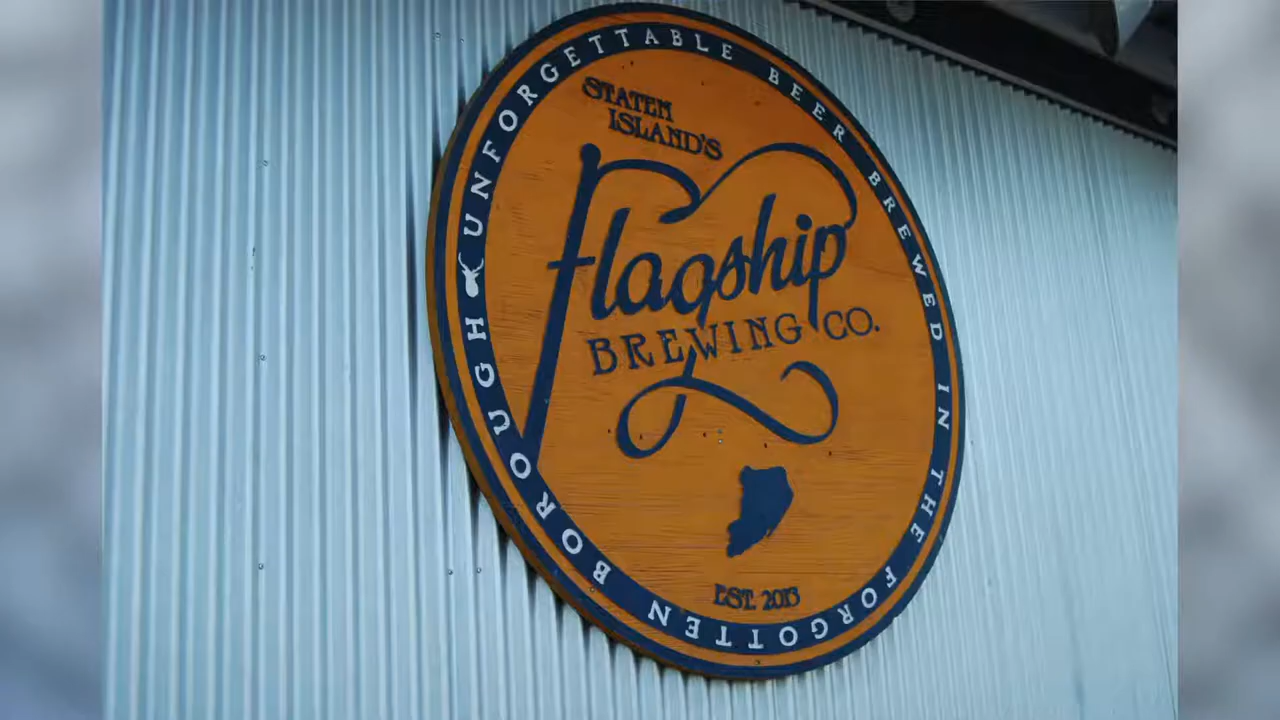 UNFORGETTABLE BEER BREWED IN THE FORGOTTEN BOROUGH
STATEN
ISLAND'S
Flagship
BREWING CO.
EST. 2013